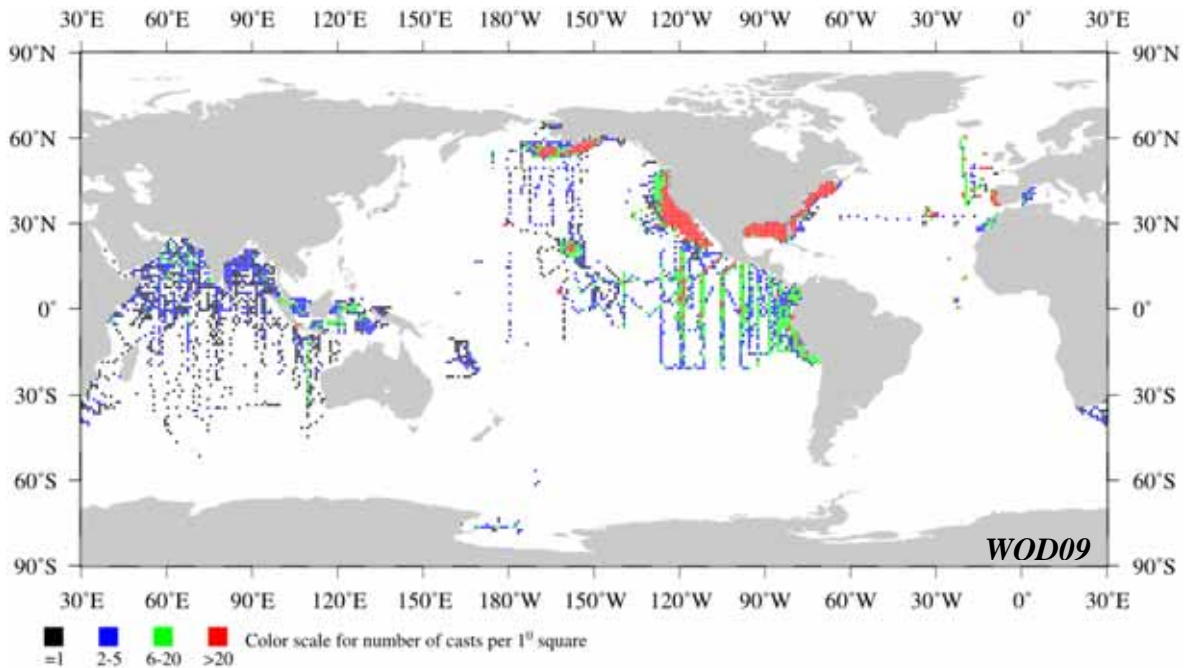 30˚E 60˚E 90˚E 120˚E 150˚E 180˚W 150˚W 120˚W 90˚W 60˚W 30˚W 0˚ 30˚E
90˚N 90˚N
60˚N 60˚N
30˚N 30˚N
0˚ 0˚
30˚S 30˚S
60˚S 60˚S
WOD09
90˚S 90˚S
30˚E 60˚E 90˚E 120˚E 150˚E 180˚W 150˚W 120˚W 90˚W 60˚W 30˚W 0˚ 30˚E
Color scale for number of casts per 1⁰ square
=1 2-5 6-20 >20